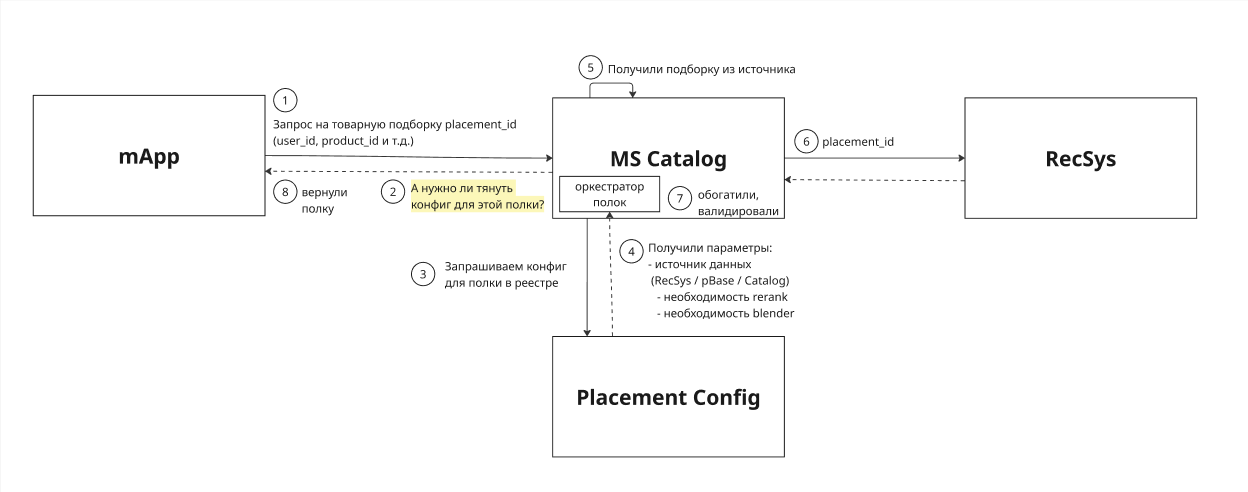 5 Получили подборку из источника
1
Запрос на товарную подборку placement_id
(user_id, product_id и т.д.)
mApp
MS Catalog
6 placement_id
RecSys
8 вернули
полку
2 А нужно ли тянуть
конфиг для этой полки?
оркестратор
полок
7 обогатили,
валидировали
3 Запрашиваем конфиг
для полки в реестре
4 Получили параметры:
- источник данных
(RecSys / pBase / Catalog)
- необходимость rerank
- необходимость blender
Placement Config